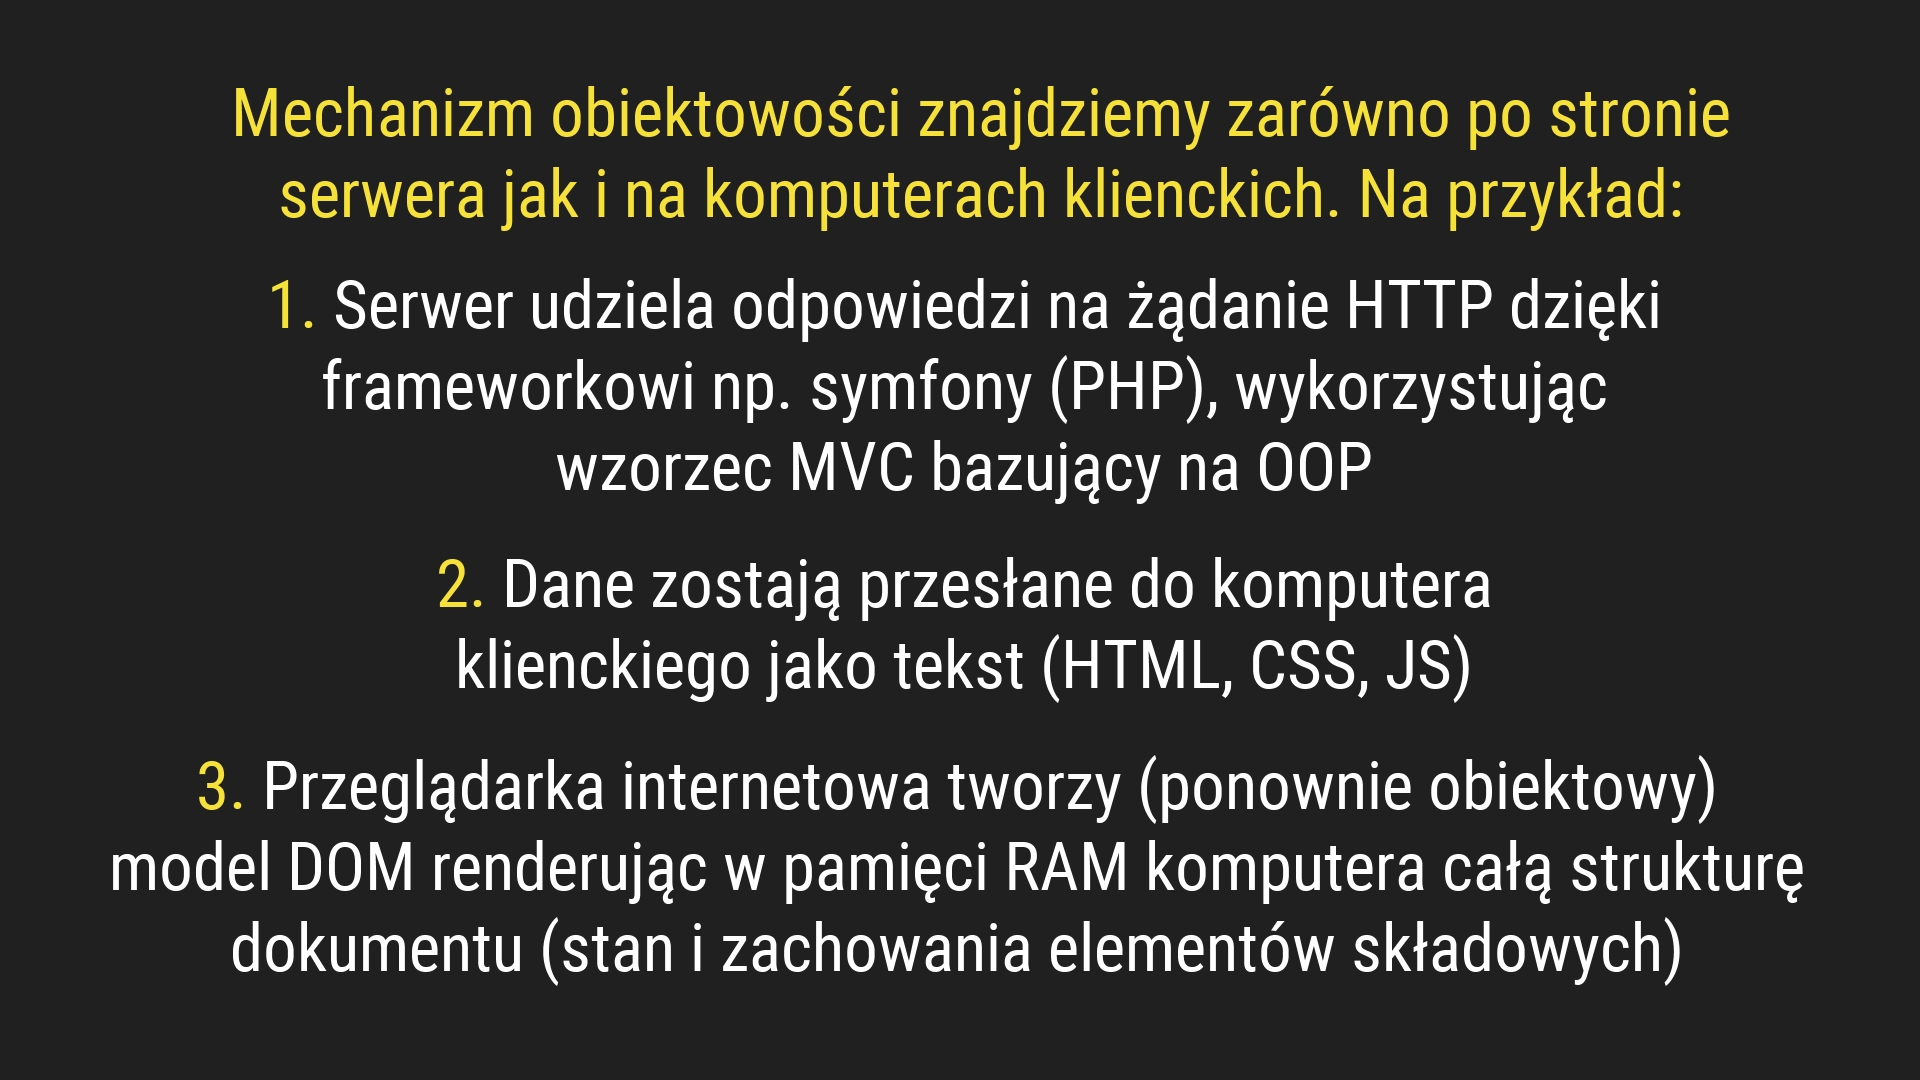 Mechanizm obiektowości znajdziemy zarówno po stronie
serwera jak i na komputerach klienckich. Na przykład:
1. Serwer udziela odpowiedzi na żądanie HTTP dzięki
frameworkowi np. symfony (PHP), wykorzystując
wzorzec MVC bazujący na OOP
2. Dane zostają przesłane do komputera
klienckiego jako tekst (HTML, CSS, JS)
3. Przeglądarka internetowa tworzy (ponownie obiektowy)
model DOM renderując w pamięci RAM komputera całą strukturę
dokumentu (stan i zachowania elementów składowych)